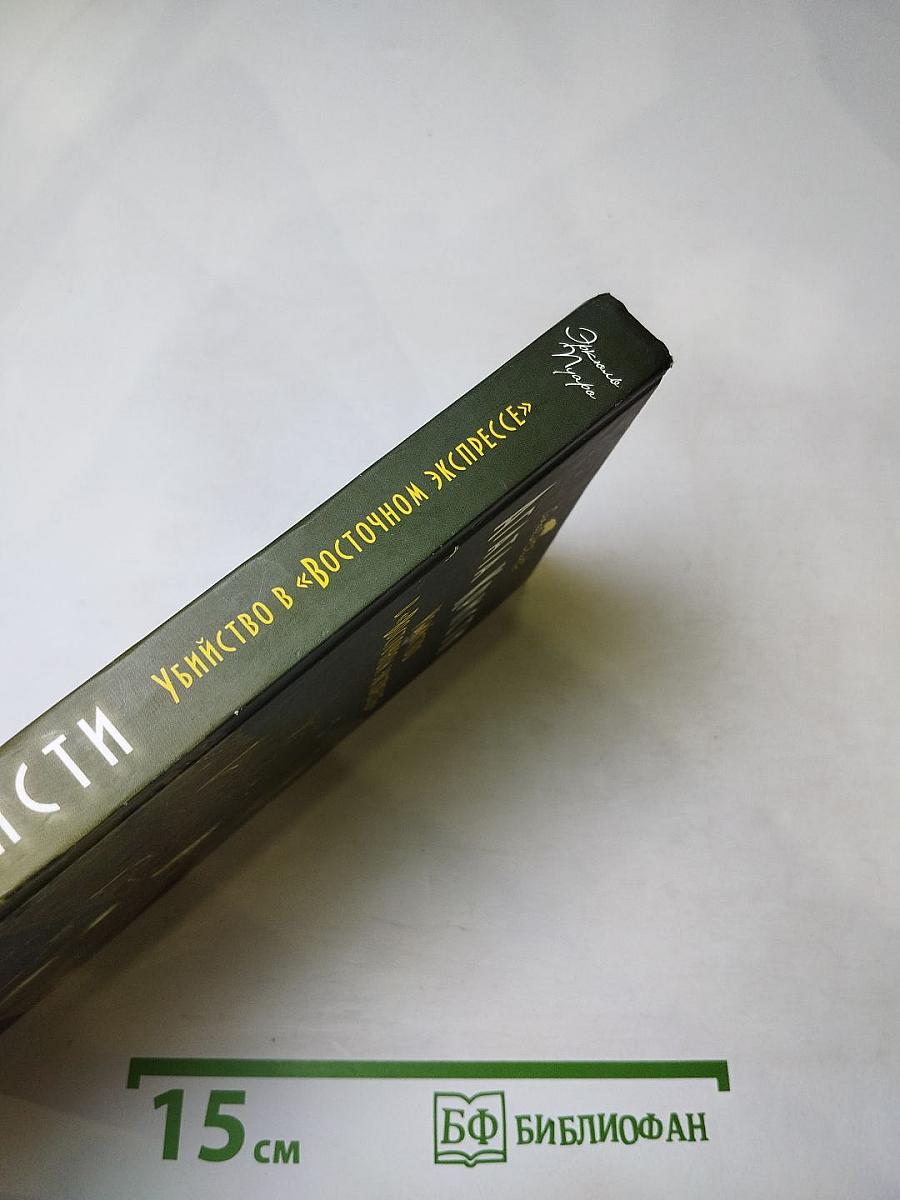 Эркюль
Пуаро
Убийство в «Восточном экспрессе»
ИСТИ
15 см
БФ БИБЛИОФАН